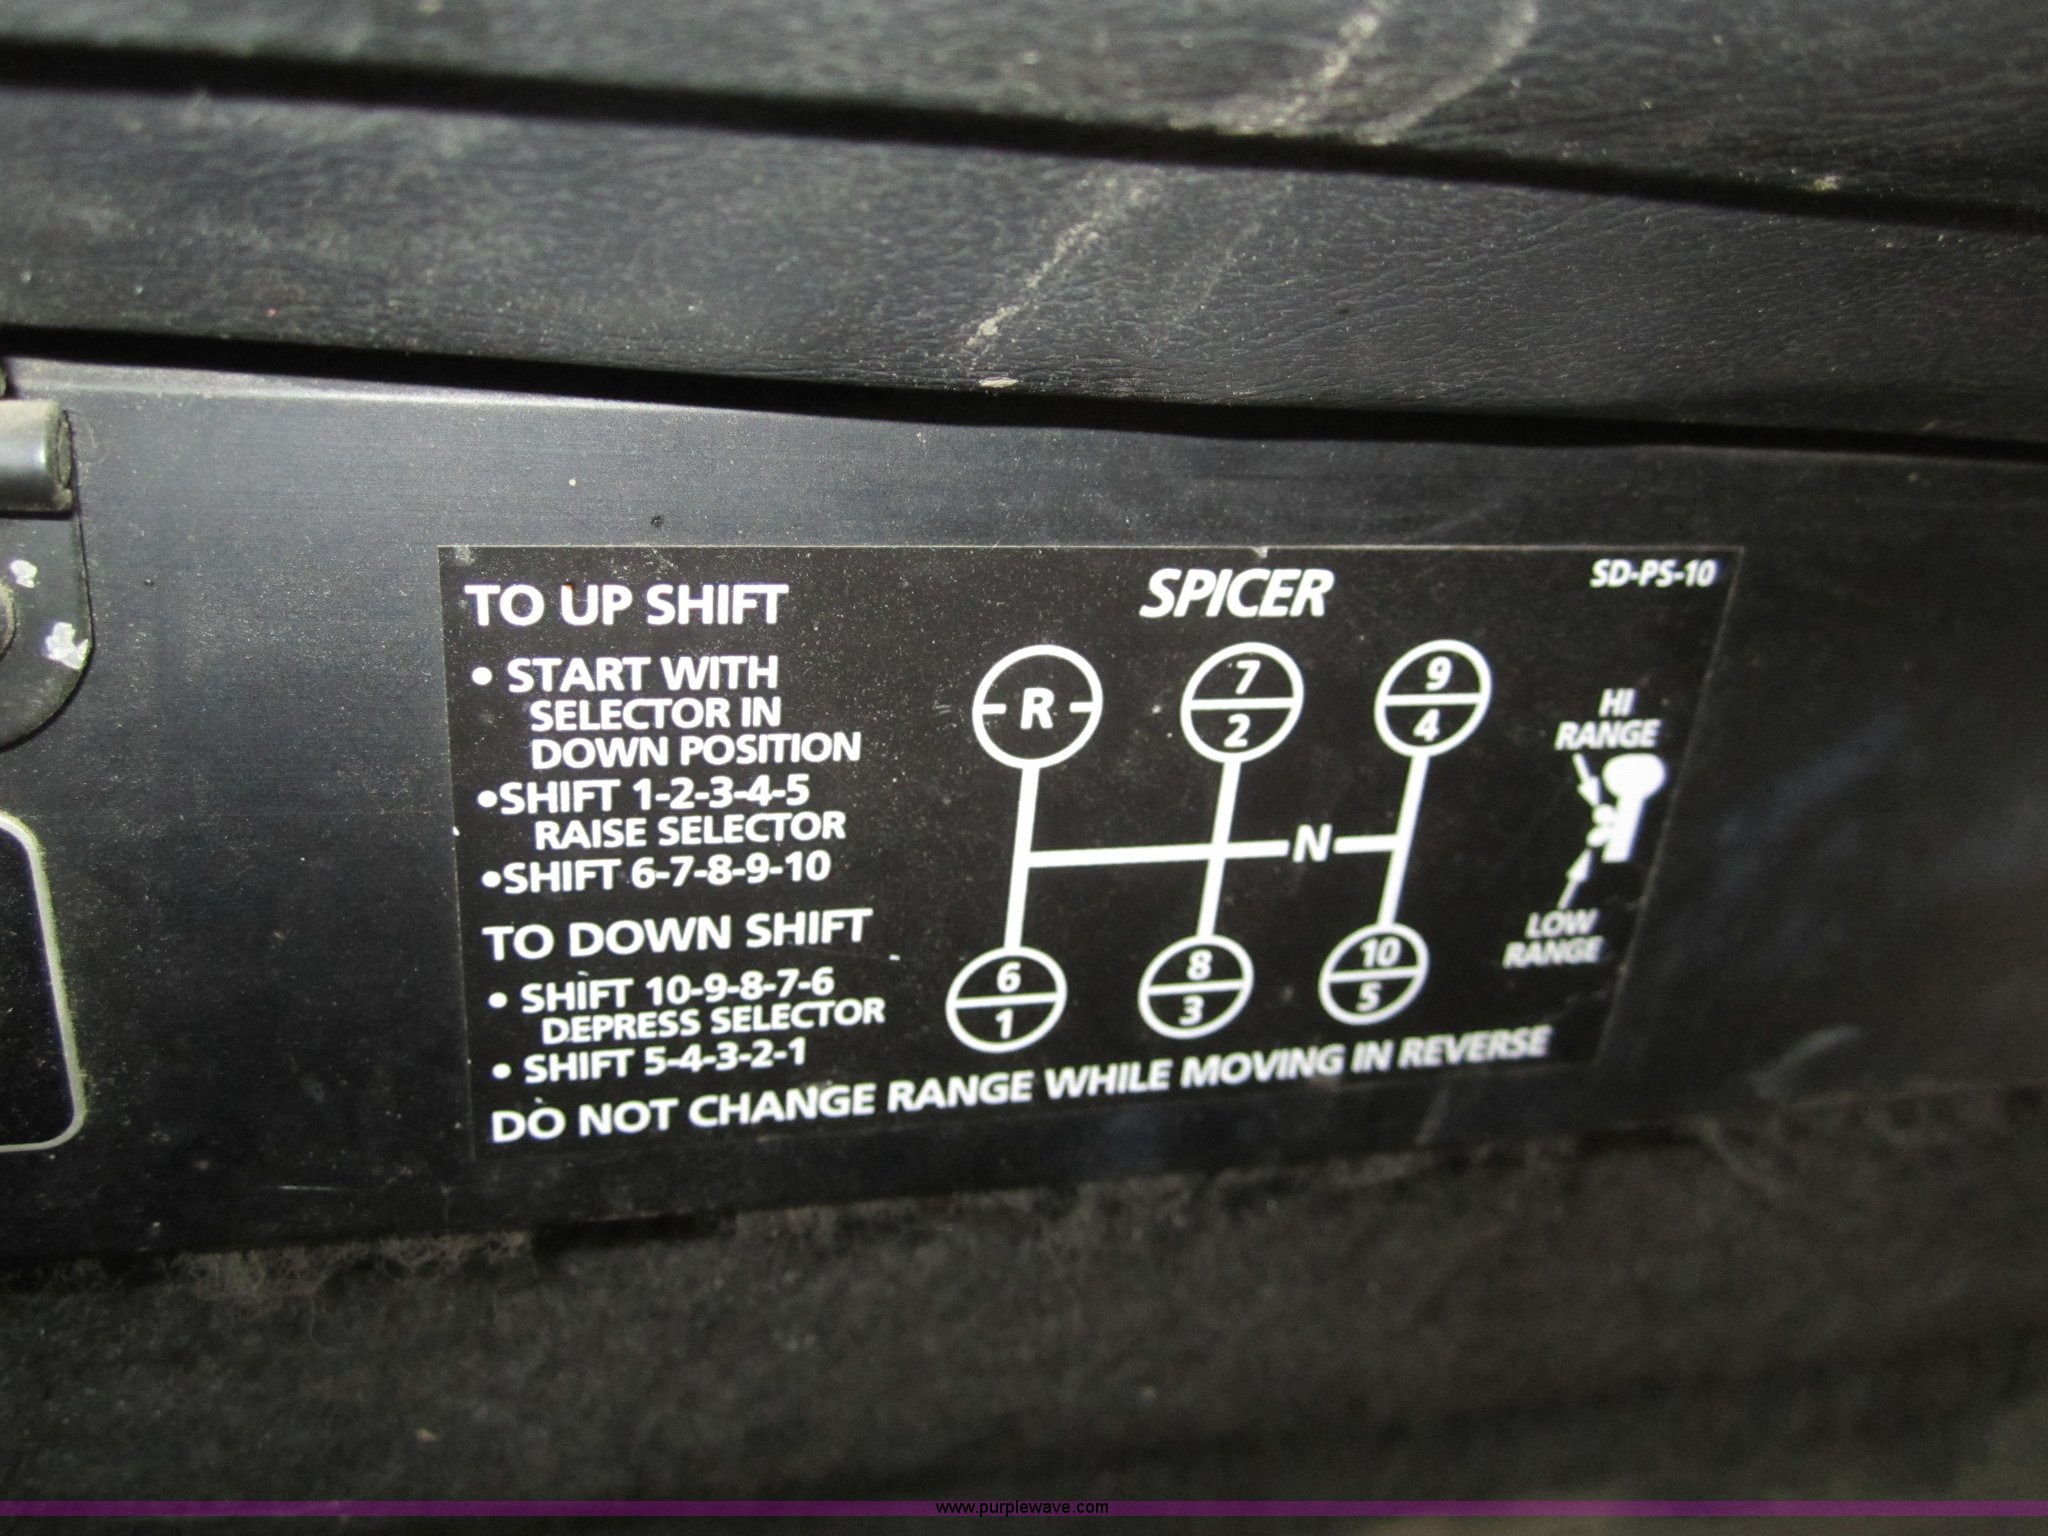 TO UP SHIFT
• START WITH
SELECTOR IN
DOWN POSITION
•SHIFT 1-2-3-4-5
RAISE SELECTOR
•SHIFT 6-7-8-9-10
TO DOWN SHIFT
• SHIFT 10-9-8-7-6
DEPRESS SELECTOR
• SHIFT 5-4-3-2-1
DO NOT CHANGE RANGE WHILE MOVING IN REVERSE
SPICER
SD-PS-10
R
7
2
9
4
N
6
1
8
3
10
5
HI
RANGE
LOW
RANGE
www.purplewave.com